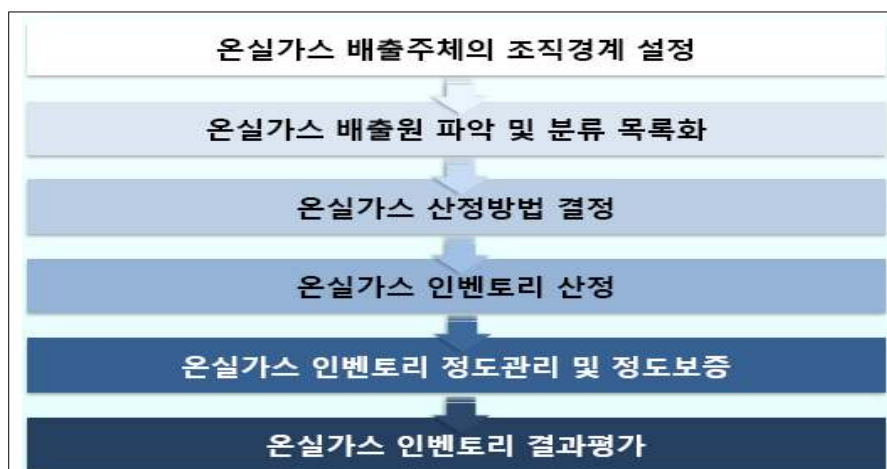 온실가스 배출주체의 조직경계 설정
온실가스 배출원 파악 및 분류 목록화
온실가스 산정방법 결정
온실가스 인벤토리 산정
온실가스 인벤토리 정도관리 및 정도보증
온실가스 인벤토리 결과평가